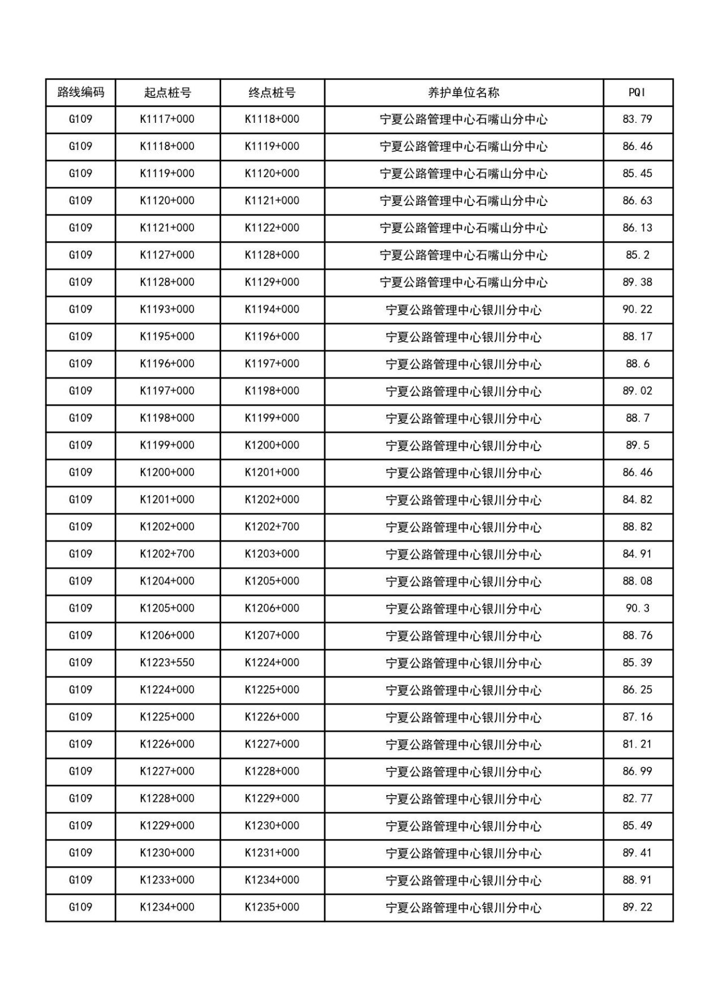 路线编码 起点桩号 终点桩号 养护单位名称 PQI
G109 K1117+000 K1118+000 宁夏公路管理中心石嘴山分中心 83.79
G109 K1118+000 K1119+000 宁夏公路管理中心石嘴山分中心 86.46
G109 K1119+000 K1120+000 宁夏公路管理中心石嘴山分中心 85.45
G109 K1120+000 K1121+000 宁夏公路管理中心石嘴山分中心 86.63
G109 K1121+000 K1122+000 宁夏公路管理中心石嘴山分中心 86.13
G109 K1127+000 K1128+000 宁夏公路管理中心石嘴山分中心 85.2
G109 K1128+000 K1129+000 宁夏公路管理中心石嘴山分中心 89.38
G109 K1193+000 K1194+000 宁夏公路管理中心银川分中心 90.22
G109 K1195+000 K1196+000 宁夏公路管理中心银川分中心 88.17
G109 K1196+000 K1197+000 宁夏公路管理中心银川分中心 88.6
G109 K1197+000 K1198+000 宁夏公路管理中心银川分中心 89.02
G109 K1198+000 K1199+000 宁夏公路管理中心银川分中心 88.7
G109 K1199+000 K1200+000 宁夏公路管理中心银川分中心 89.5
G109 K1200+000 K1201+000 宁夏公路管理中心银川分中心 86.46
G109 K1201+000 K1202+000 宁夏公路管理中心银川分中心 84.82
G109 K1202+000 K1202+700 宁夏公路管理中心银川分中心 88.82
G109 K1202+700 K1203+000 宁夏公路管理中心银川分中心 84.91
G109 K1204+000 K1205+000 宁夏公路管理中心银川分中心 88.08
G109 K1205+000 K1206+000 宁夏公路管理中心银川分中心 90.3
G109 K1206+000 K1207+000 宁夏公路管理中心银川分中心 88.76
G109 K1223+550 K1224+000 宁夏公路管理中心银川分中心 85.39
G109 K1224+000 K1225+000 宁夏公路管理中心银川分中心 86.25
G109 K1225+000 K1226+000 宁夏公路管理中心银川分中心 87.16
G109 K1226+000 K1227+000 宁夏公路管理中心银川分中心 81.21
G109 K1227+000 K1228+000 宁夏公路管理中心银川分中心 86.99
G109 K1228+000 K1229+000 宁夏公路管理中心银川分中心 82.77
G109 K1229+000 K1230+000 宁夏公路管理中心银川分中心 85.49
G109 K1230+000 K1231+000 宁夏公路管理中心银川分中心 89.41
G109 K1233+000 K1234+000 宁夏公路管理中心银川分中心 88.91
G109 K1234+000 K1235+000 宁夏公路管理中心银川分中心 89.22